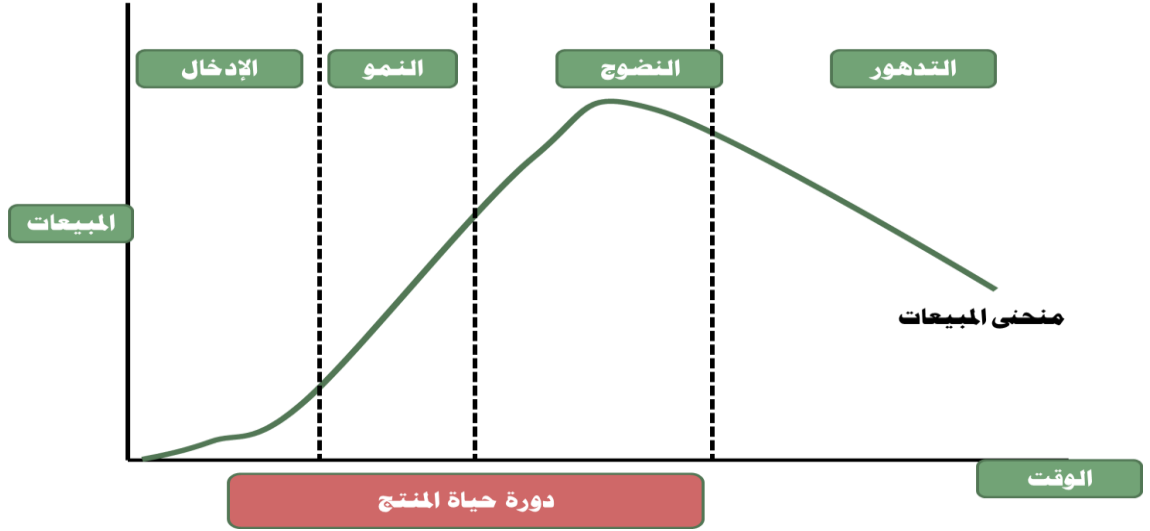 الإدخال
النمو
النضوج
التدهور
المبيعات
منحنى المبيعات
الوقت
دورة حياة المنتج